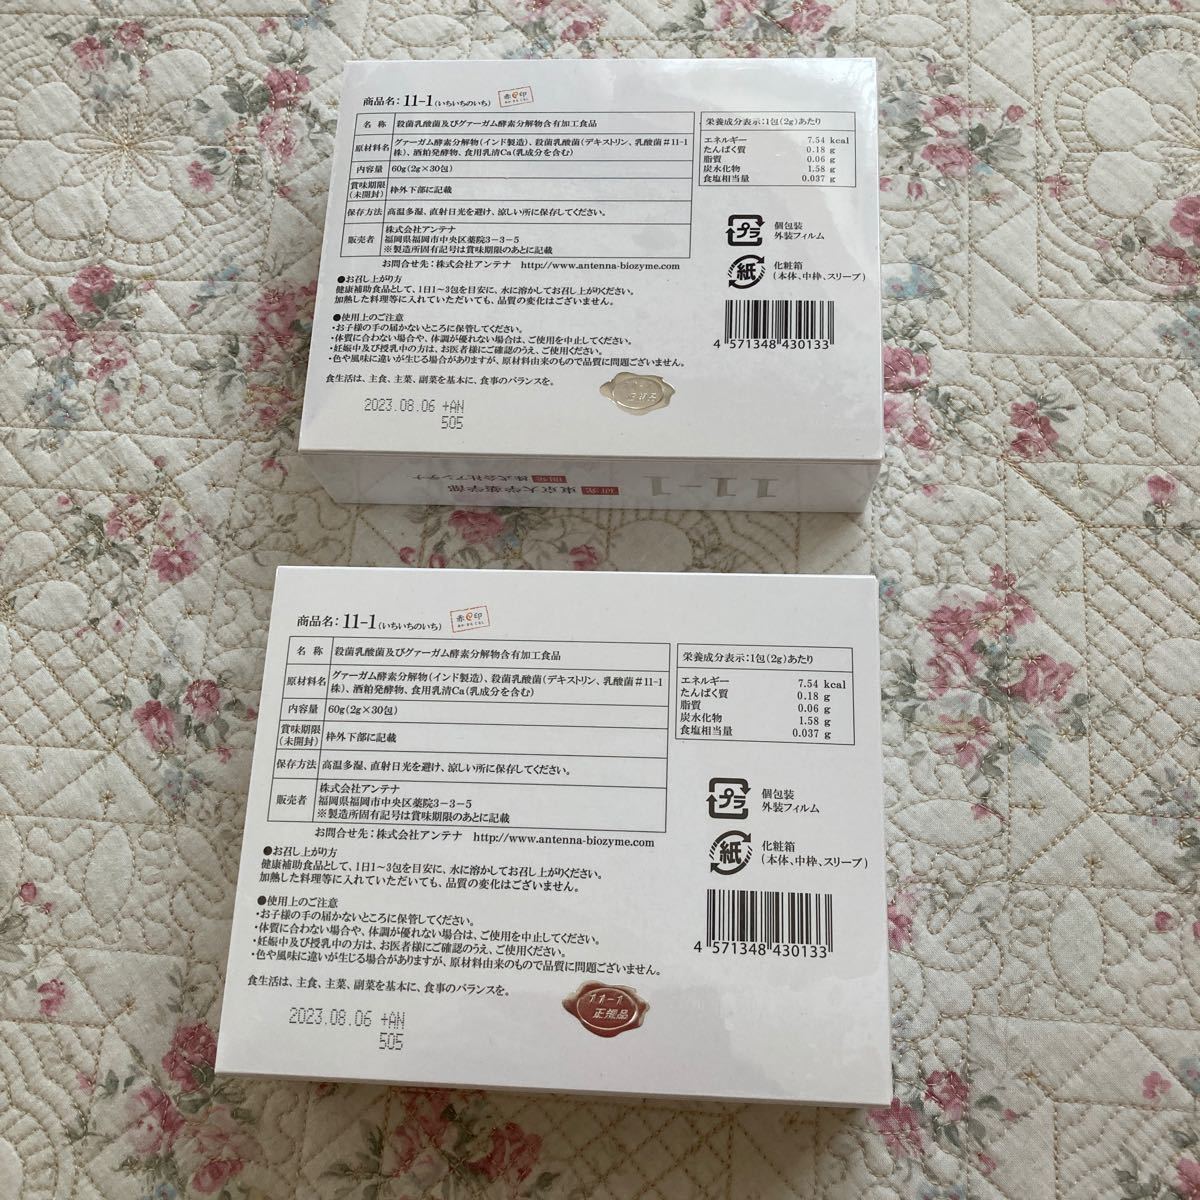 商品名：11-1（いちいちのいち） 赤e印
名 称 殺菌乳酸菌及びグァーガム酵素分解物含有加工食品
原材料名 グァーガム酵素分解物（インド製造）、殺菌乳酸菌（デキストリン、乳酸菌＃11-1
株）、酒粕発酵物、食用乳清Ca（乳成分を含む）
内容量 60g（2g×30包）
賞味期限
（未開封） 枠外下部に記載
保存方法 高温多湿、直射日光を避け、涼しい所に保存してください。
販売者 株式会社アンテナ
福岡県福岡市中央区薬院3-3-5
※製造所固有記号は賞味期限のあとに記載
お問合せ先：株式会社アンテナ http://www.antenna-biozyme.com
●お召し上がり方
健康補助食品として、1日1〜3包を目安に、水に溶かしてお召し上がりください。
加熱した料理等に入れていただいても、品質の変化はございません。
●使用上のご注意
・お子様の手の届かないところに保管してください。
・体質に合わない場合や、体調が優れない場合は、ご使用を中止してください。
・妊娠中及び授乳中の方は、お医者様にご確認のうえ、ご使用ください。
・色や風味に違いが生じる場合がありますが、原材料由来のもので品質に問題ございません。
食生活は、主食、主菜、副菜を基本に、食事のバランスを。
2023.08.06 +AN
505
栄養成分表示：1包（2g）あたり
エネルギー 7.54 kcal
たんぱく質 0.18 g
脂質 0.06 g
炭水化物 1.58 g
食塩相当量 0.037 g
プラ 個包装
外装フィルム
紙 化粧箱
（本体、中枠、スリーブ）
4 571348 430133
11-1 研究 東京大学薬学部
開発 株式会社アンテナ
商品名：11-1（いちいちのいち） 赤e印
名 称 殺菌乳酸菌及びグァーガム酵素分解物含有加工食品
原材料名 グァーガム酵素分解物（インド製造）、殺菌乳酸菌（デキストリン、乳酸菌＃11-1
株）、酒粕発酵物、食用乳清Ca（乳成分を含む）
内容量 60g（2g×30包）
賞味期限
（未開封） 枠外下部に記載
保存方法 高温多湿、直射日光を避け、涼しい所に保存してください。
販売者 株式会社アンテナ
福岡県福岡市中央区薬院3-3-5
※製造所固有記号は賞味期限のあとに記載
お問合せ先：株式会社アンテナ http://www.antenna-biozyme.com
●お召し上がり方
健康補助食品として、1日1〜3包を目安に、水に溶かしてお召し上がりください。
加熱した料理等に入れていただいても、品質の変化はございません。
●使用上のご注意
・お子様の手の届かないところに保管してください。
・体質に合わない場合や、体調が優れない場合は、ご使用を中止してください。
・妊娠中及び授乳中の方は、お医者様にご確認のうえ、ご使用ください。
・色や風味に違いが生じる場合がありますが、原材料由来のもので品質に問題ございません。
食生活は、主食、主菜、副菜を基本に、食事のバランスを。
2023.08.06 +AN
505
11-1
正規品
栄養成分表示：1包（2g）あたり
エネルギー 7.54 kcal
たんぱく質 0.18 g
脂質 0.06 g
炭水化物 1.58 g
食塩相当量 0.037 g
プラ 個包装
外装フィルム
紙 化粧箱
（本体、中枠、スリーブ）
4 571348 430133